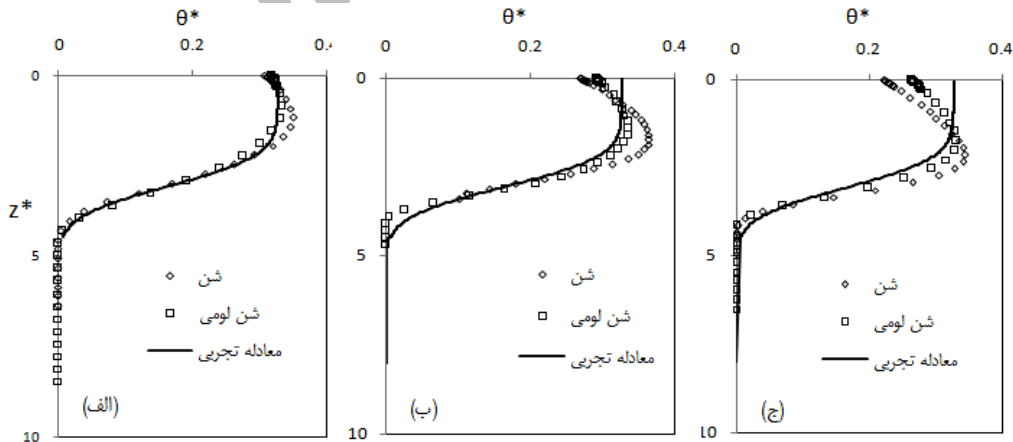 θ*
0 0.2 0.4
0
5
10
z*
شن
شن لومی
معادله تجربی
(الف)
θ*
0 0.2 0.4
0
5
10
شن
شن لومی
معادله تجربی
(ب)
θ*
0 0.2 0.4
0
5
10
شن
شن لومی
معادله تجربی
(ج)